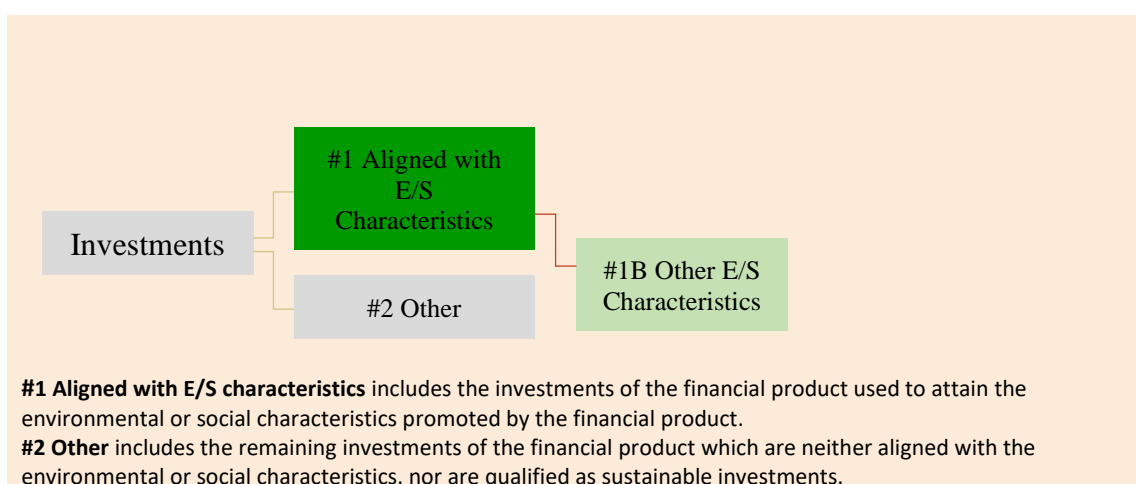 #1 Aligned with
E/S
Characteristics
Investments
#1B Other E/S
Characteristics
#2 Other
#1 Aligned with E/S characteristics includes the investments of the financial product used to attain the
environmental or social characteristics promoted by the financial product.
#2 Other includes the remaining investments of the financial product which are neither aligned with the
environmental or social characteristics, nor are qualified as sustainable investments.